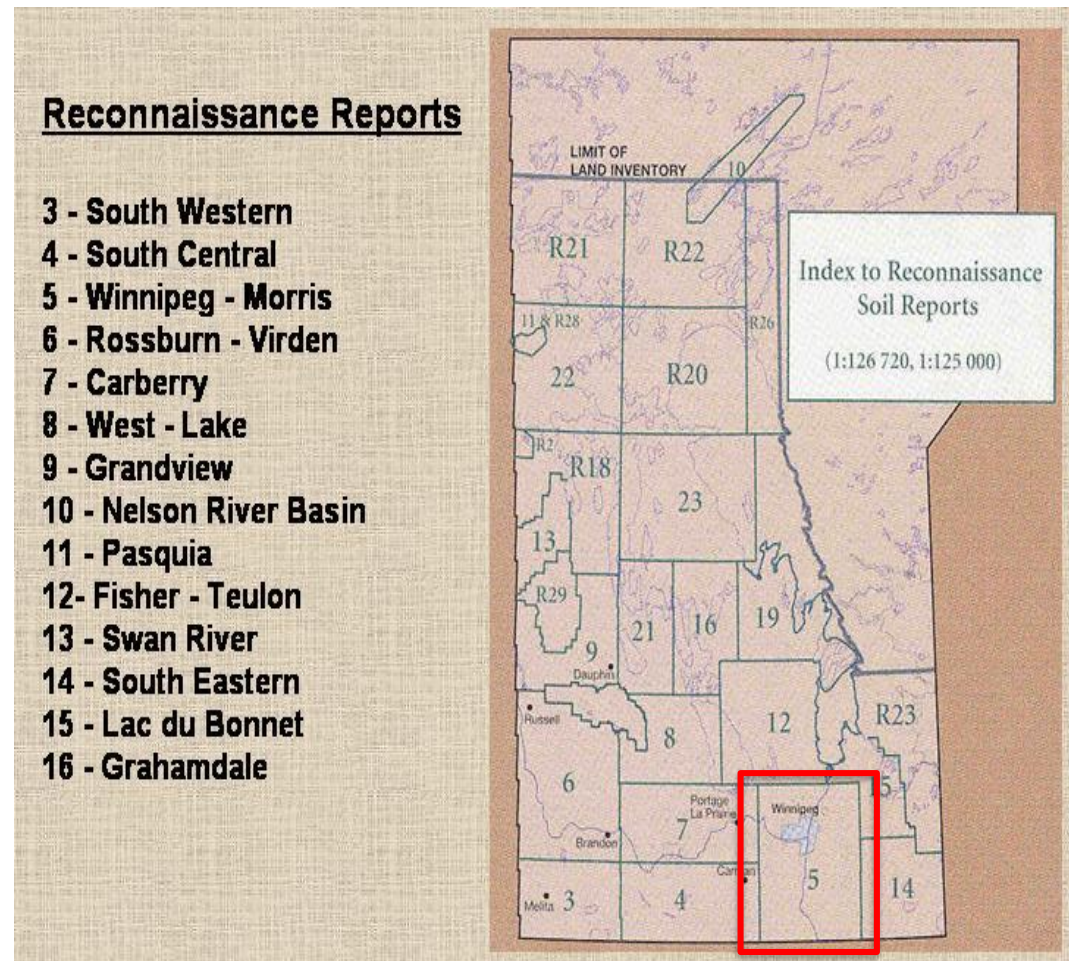 Reconnaissance Reports
3 - South Western
4 - South Central
5 - Winnipeg - Morris
6 - Rossburn - Virden
7 - Carberry
8 - West - Lake
9 - Grandview
10 - Nelson River Basin
11 - Pasquia
12- Fisher - Teulon
13 - Swan River
14 - South Eastern
15 - Lac du Bonnet
16 - Grahamdale
LIMIT OF
LAND INVENTORY
10
R21
R22
Index to Reconnaissance
Soil Reports
(1:126 720, 1:125 000)
11 & R28
R26
22
R20
R2
R18
23
13
R29
21
16
19
9
Dauphin
Russell
8
12
R23
6
15
Portage
La Prairie
Winnipeg
7
Brandon
Carman
5
14
Melita
3
4